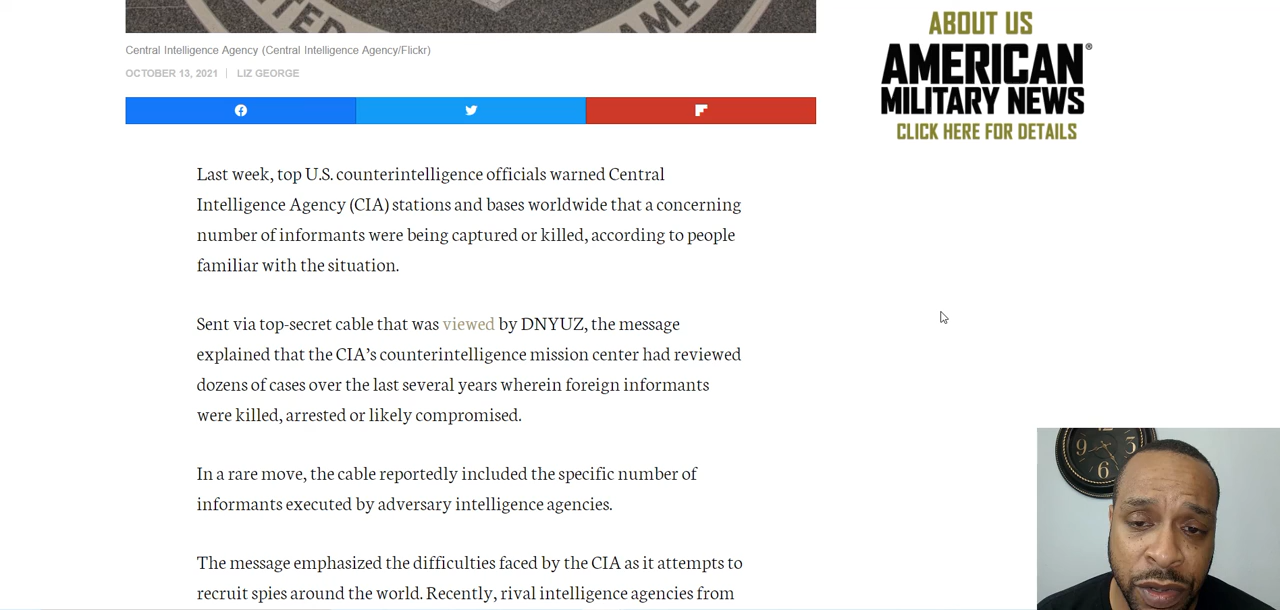 AME
Central Intelligence Agency (Central Intelligence Agency/Flickr)
OCTOBER 13, 2021 | LIZ GEORGE
ABOUT US
AMERICAN®
MILITARY NEWS
CLICK HERE FOR DETAILS
Last week, top U.S. counterintelligence officials warned Central
Intelligence Agency (CIA) stations and bases worldwide that a concerning
number of informants were being captured or killed, according to people
familiar with the situation.
Sent via top-secret cable that was viewed by DNYUZ, the message
explained that the CIA’s counterintelligence mission center had reviewed
dozens of cases over the last several years wherein foreign informants
were killed, arrested or likely compromised.
In a rare move, the cable reportedly included the specific number of
informants executed by adversary intelligence agencies.
The message emphasized the difficulties faced by the CIA as it attempts to
recruit spies around the world. Recently, rival intelligence agencies from
9 3
6